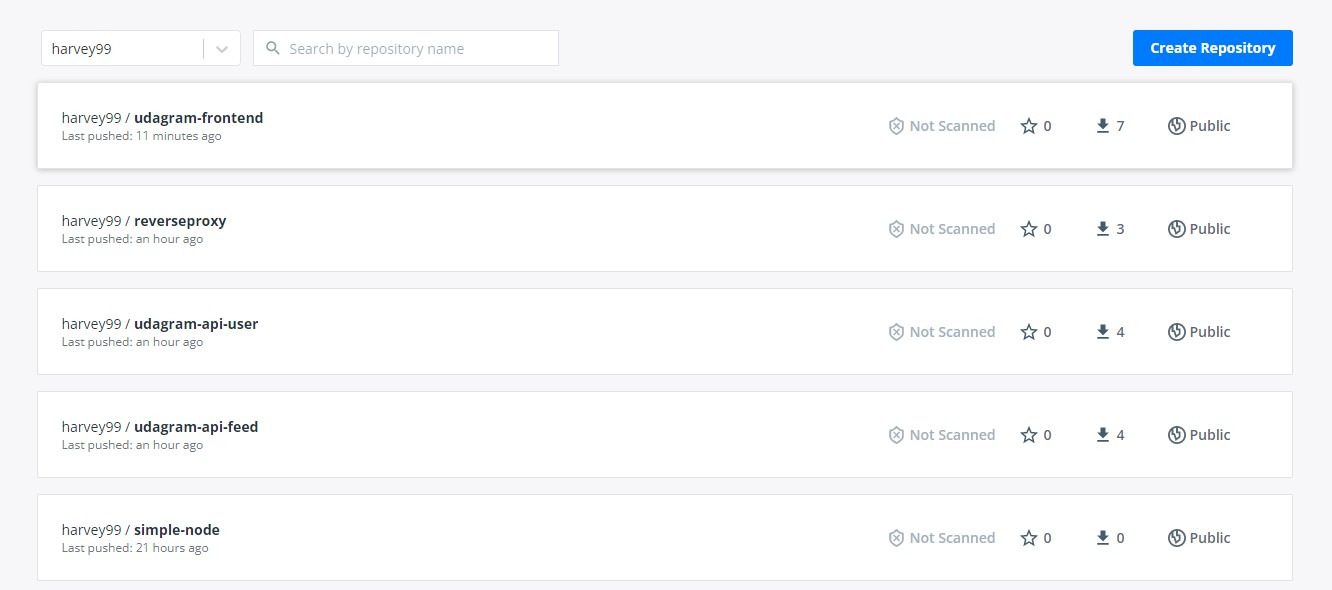 harvey99
Search by repository name
Create Repository
harvey99 / udagram-frontend
Last pushed: 11 minutes ago
Not Scanned 0 7 Public
harvey99 / reverseproxy
Last pushed: an hour ago
Not Scanned 0 3 Public
harvey99 / udagram-api-user
Last pushed: an hour ago
Not Scanned 0 4 Public
harvey99 / udagram-api-feed
Last pushed: an hour ago
Not Scanned 0 4 Public
harvey99 / simple-node
Last pushed: 21 hours ago
Not Scanned 0 0 Public